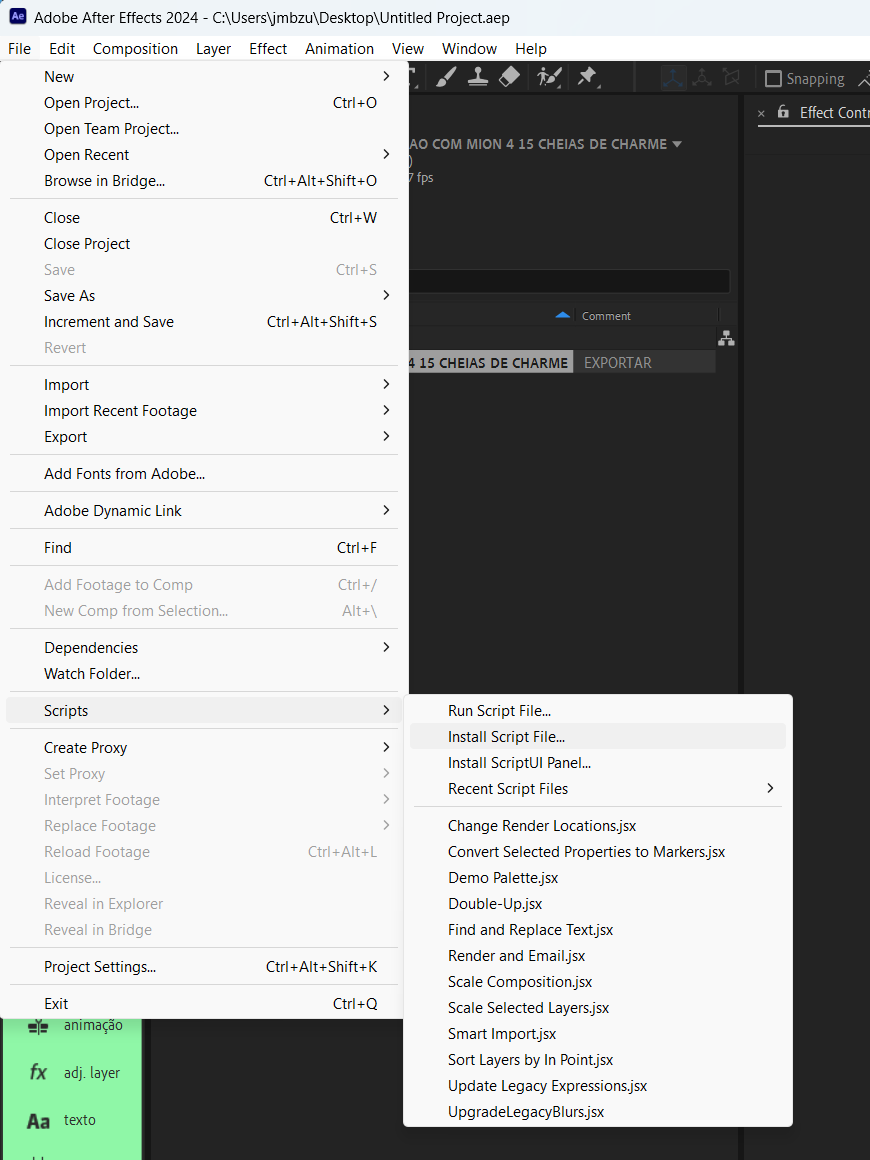 Ae Adobe After Effects 2024 - C:\Users\jmbzu\Desktop\Untitled Project.aep
File Edit Composition Layer Effect Animation View Window Help
Snapping
× Effect Contr
AO COM MION 4 15 CHEIAS DE CHARME
)
7 fps
Comment
4 15 CHEIAS DE CHARME EXPORTAR
New
Open Project... Ctrl+O
Open Team Project...
Open Recent
Browse in Bridge... Ctrl+Alt+Shift+O
Close Ctrl+W
Close Project
Save Ctrl+S
Save As
Increment and Save Ctrl+Alt+Shift+S
Revert
Import
Import Recent Footage
Export
Add Fonts from Adobe...
Adobe Dynamic Link
Find Ctrl+F
Add Footage to Comp Ctrl+/
New Comp from Selection... Alt+\
Dependencies
Watch Folder...
Scripts
Create Proxy
Set Proxy
Interpret Footage
Replace Footage
Reload Footage Ctrl+Alt+L
License...
Reveal in Explorer
Reveal in Bridge
Project Settings... Ctrl+Alt+Shift+K
Exit Ctrl+Q
Run Script File...
Install Script File...
Install ScriptUI Panel...
Recent Script Files
Change Render Locations.jsx
Convert Selected Properties to Markers.jsx
Demo Palette.jsx
Double-Up.jsx
Find and Replace Text.jsx
Render and Email.jsx
Scale Composition.jsx
Scale Selected Layers.jsx
Smart Import.jsx
Sort Layers by In Point.jsx
Update Legacy Expressions.jsx
UpgradeLegacyBlurs.jsx
animação
fx adj. layer
Aa texto